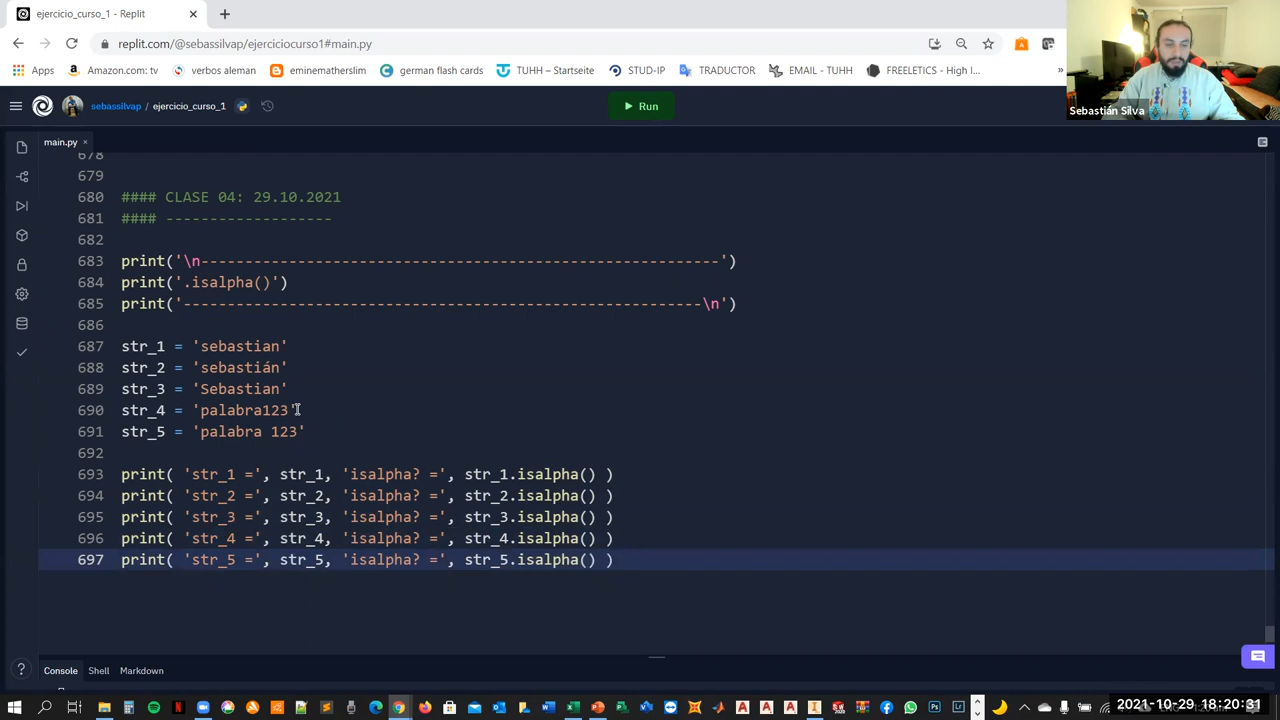 ejercicio_curso_1 - Replit
replit.com/@sebassilvap/ejerciciocurso1#main.py
Apps
Amazon.com: tv
verbos aleman
eminematherslim
german flash cards
TUHH – Startseite
STUD-IP
TRADUCTOR
EMAIL - TUHH
FREELETICS - High I...
»
Sebastián Silva
sebassilvap / ejercicio_curso_1
Run
main.py
678
679
680 #### CLASE 04: 29.10.2021
681 #### -------------------
682
683 print('\n-----------------------------------------------------------')
684 print('.isalpha()')
685 print('-----------------------------------------------------------\n')
686
687 str_1 = 'sebastian'
688 str_2 = 'sebastián'
689 str_3 = 'Sebastian'
690 str_4 = 'palabra123'
691 str_5 = 'palabra 123'
692
693 print( 'str_1 =', str_1, 'isalpha? =', str_1.isalpha() )
694 print( 'str_2 =', str_2, 'isalpha? =', str_2.isalpha() )
695 print( 'str_3 =', str_3, 'isalpha? =', str_3.isalpha() )
696 print( 'str_4 =', str_4, 'isalpha? =', str_4.isalpha() )
697 print( 'str_5 =', str_5, 'isalpha? =', str_5.isalpha() )
Console
Shell
Markdown
2021-10-29 18:20:31